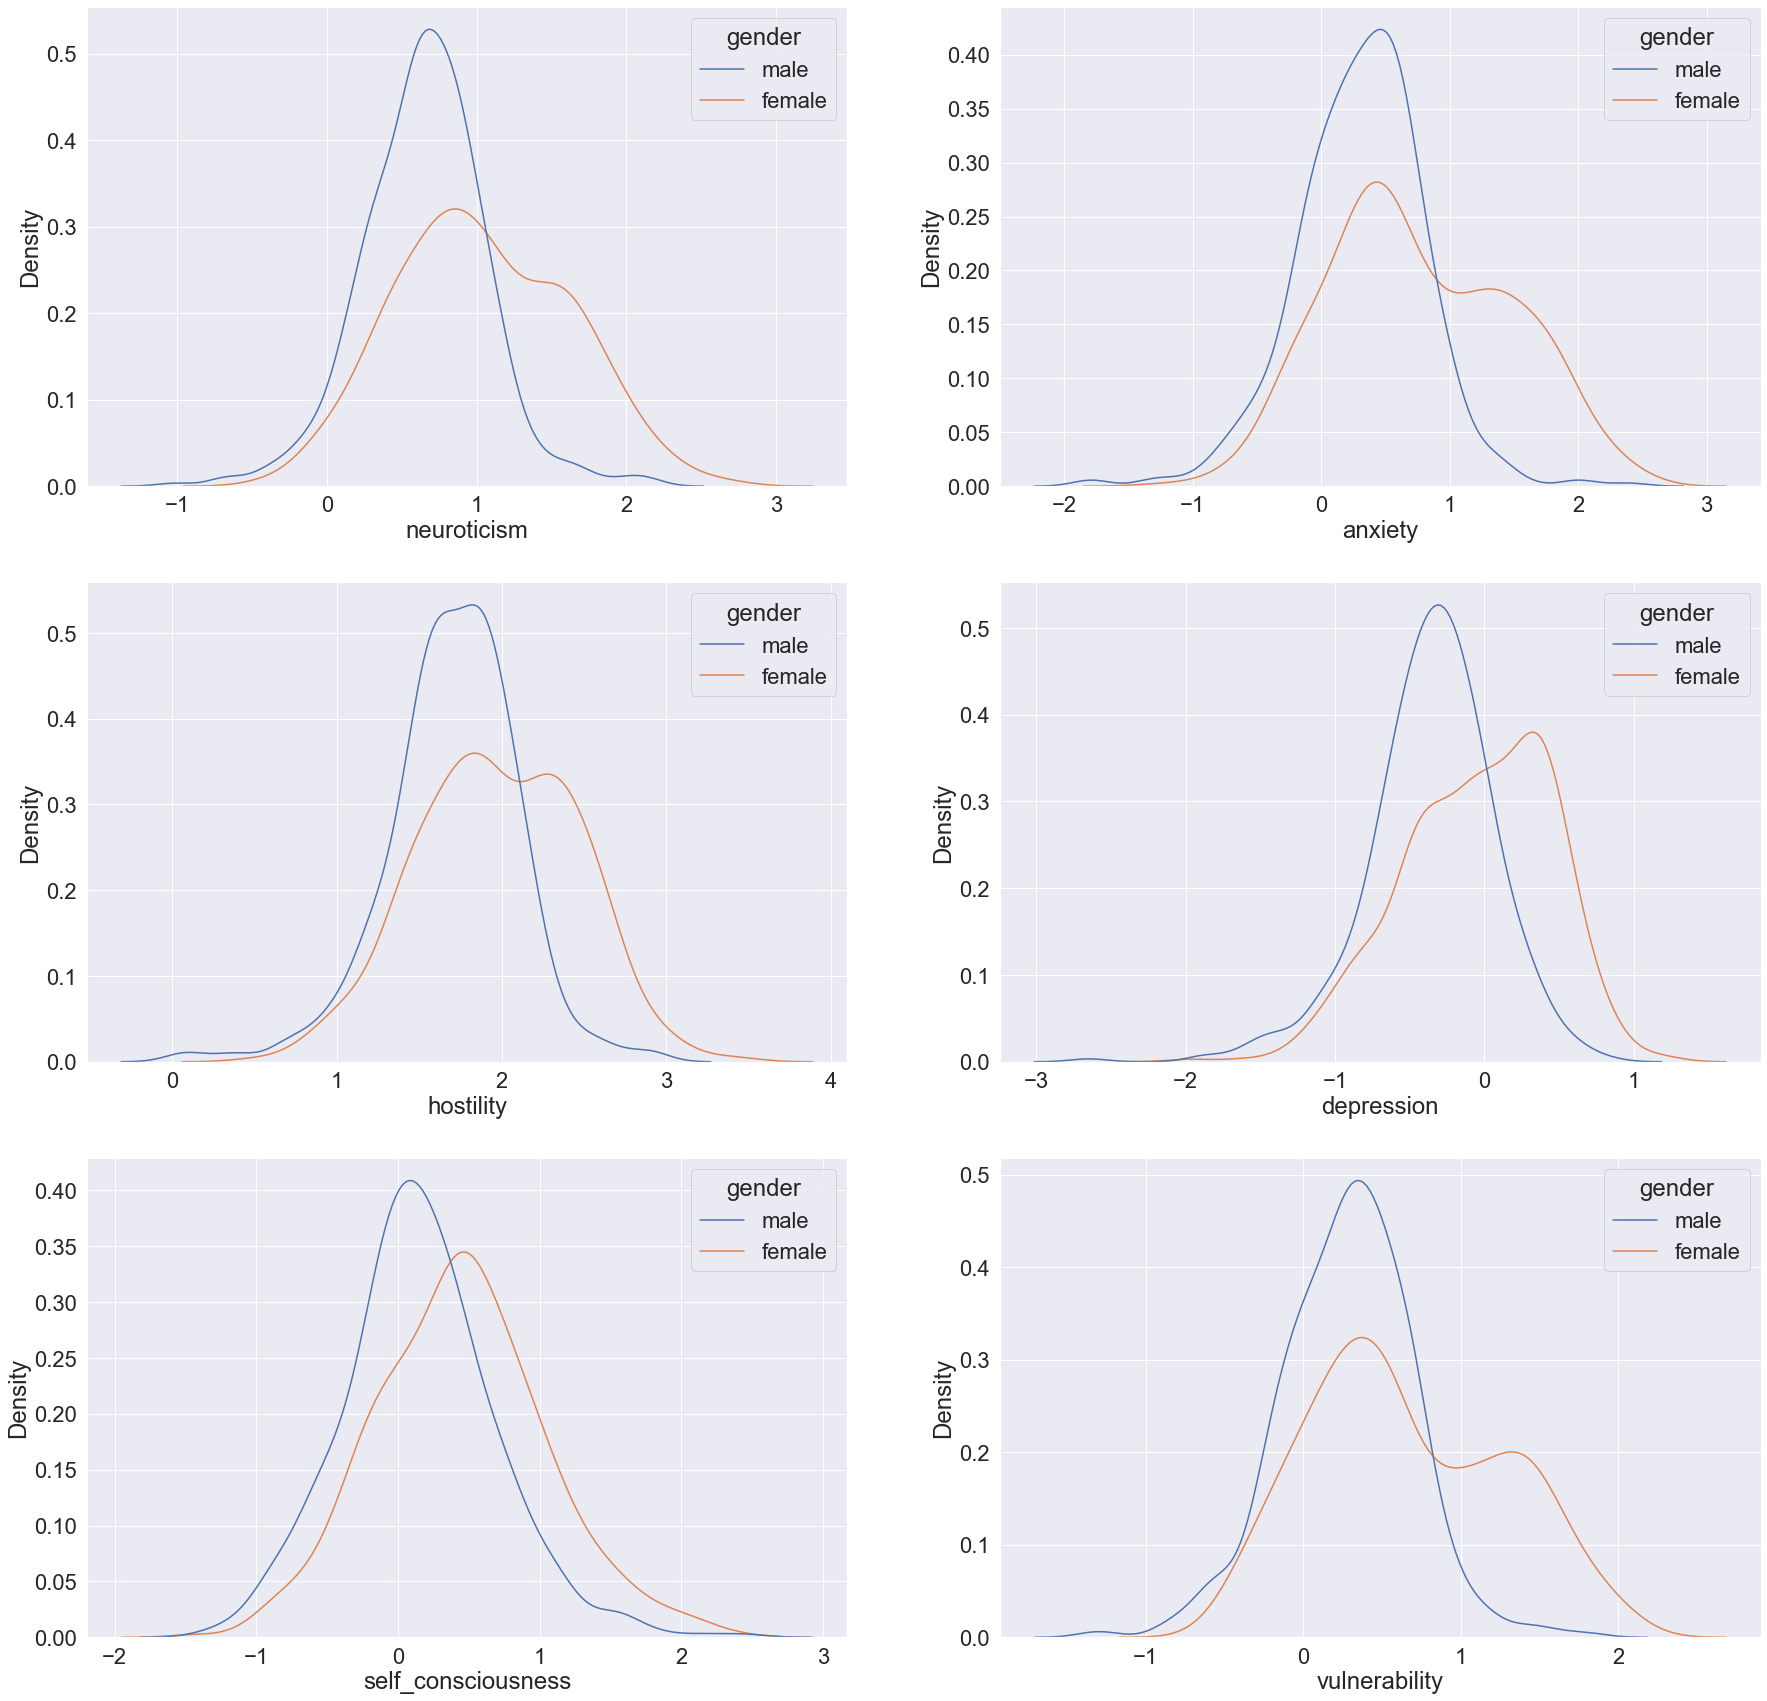 gender
male
female
0.5
0.4
0.3
0.2
0.1
0.0
Density
−1
0
1
2
3
neuroticism
gender
male
female
0.40
0.35
0.30
0.25
0.20
0.15
0.10
0.05
0.00
Density
−2
−1
0
1
2
3
anxiety
gender
male
female
0.5
0.4
0.3
0.2
0.1
0.0
Density
0
1
2
3
4
hostility
gender
male
female
0.5
0.4
0.3
0.2
0.1
0.0
Density
−3
−2
−1
0
1
depression
gender
male
female
0.40
0.35
0.30
0.25
0.20
0.15
0.10
0.05
0.00
Density
−2
−1
0
1
2
3
self_consciousness
gender
male
female
0.5
0.4
0.3
0.2
0.1
0.0
Density
−1
0
1
2
vulnerability